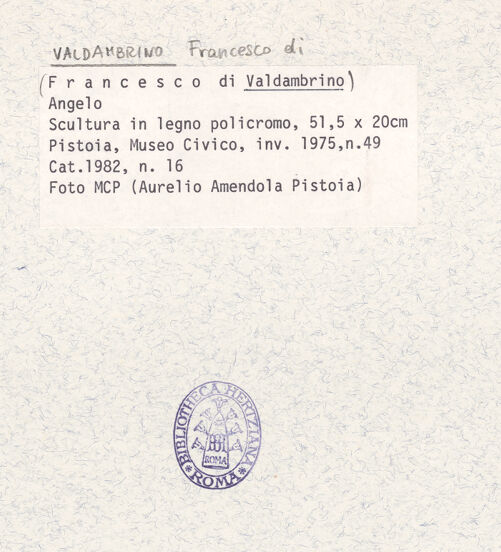 VALDAMBRINO Francesco di
(F r a n c e s c o di Valdambrino)
Angelo
Scultura in legno policromo, 51,5 x 20cm
Pistoia, Museo Civico, inv. 1975,n.49
Cat.1982, n. 16
Foto MCP (Aurelio Amendola Pistoia)
BIBLIOTHECA HERTZIANA
ROMA
* ROMA *